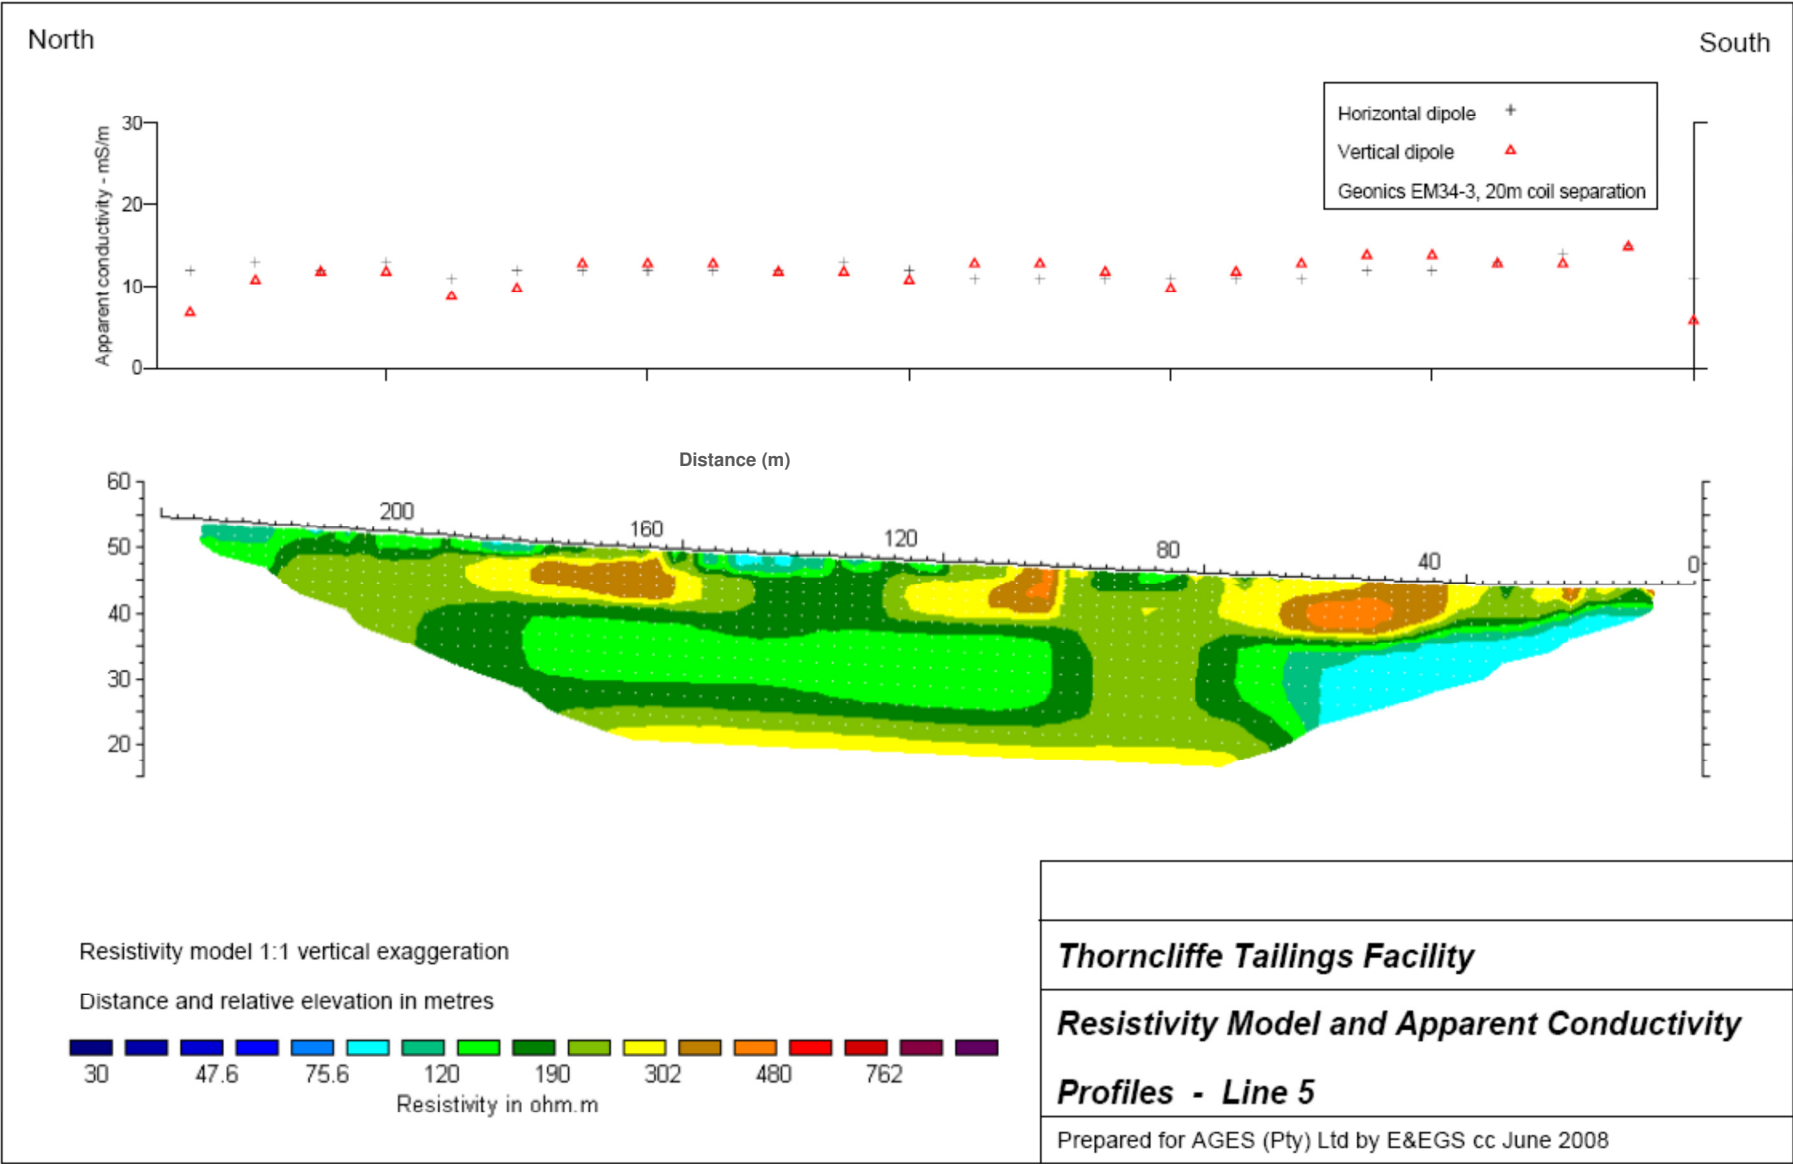 North
South
Horizontal dipole +
Vertical dipole
Geonics EM34-3, 20m coil separation
Apparent conductivity - mS/m
30
20
10
0
Distance (m)
60
50
40
30
20
200
160
120
80
40
0
Resistivity model 1:1 vertical exaggeration
Distance and relative elevation in metres
30 47.6 75.6 120 190 302 480 762
Resistivity in ohm.m
Thorncliffe Tailings Facility
Resistivity Model and Apparent Conductivity
Profiles - Line 5
Prepared for AGES (Pty) Ltd by E&EGS cc June 2008